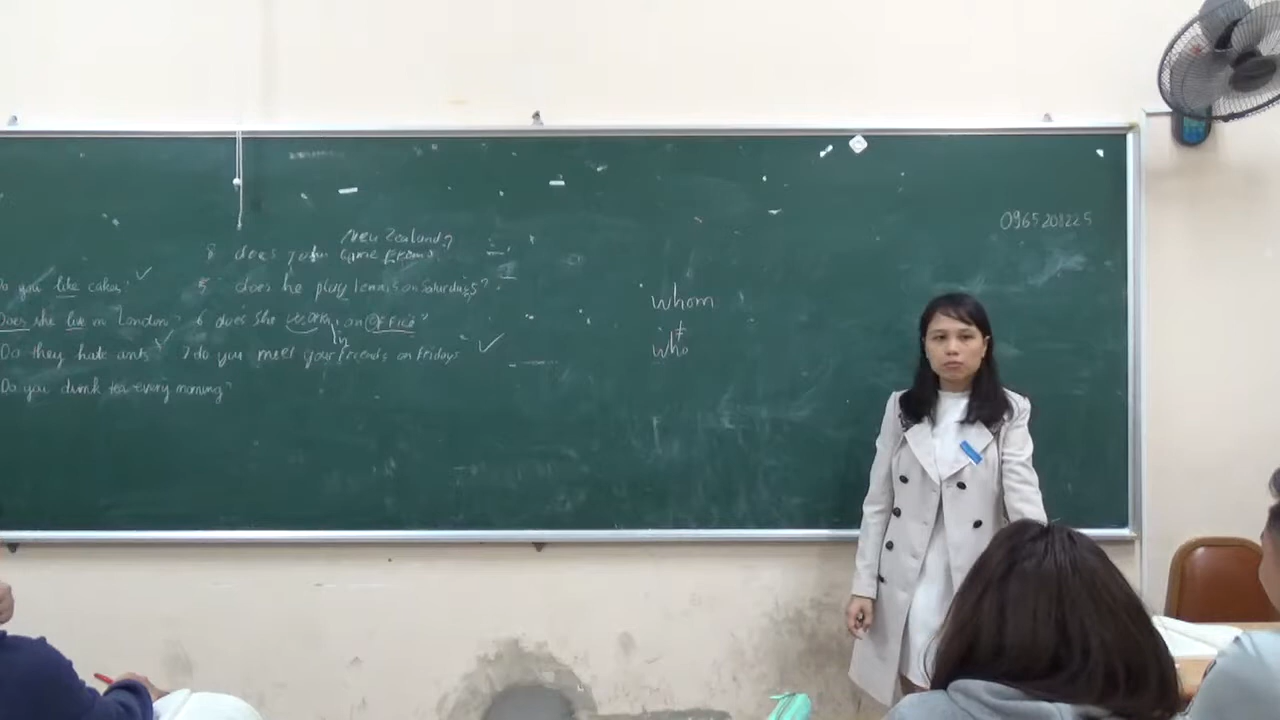 New Zealand?
8 does John come from
Do you like cakes?
5 does he play tennis on Saturdays?
Does she live in London?
6 does she on office?
in
Do they hate ants
7 do you meet your friends on Fridays
Do you drink tea every morning?
whom
≠
who
0965208225